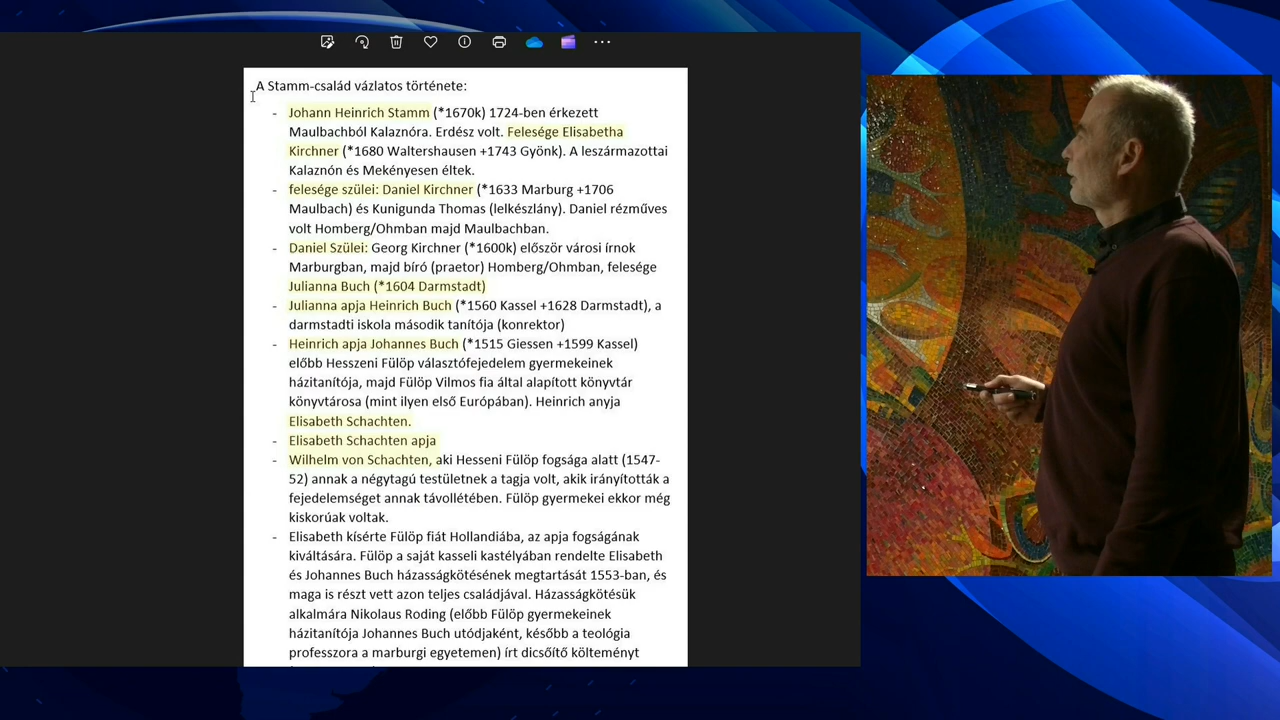 A Stamm-család vázlatos története:
- Johann Heinrich Stamm (*1670k) 1724-ben érkezett
Maulbachból Kalaznóra. Erdész volt. Felesége Elisabetha
Kirchner (*1680 Waltershausen +1743 Gyönk). A leszármazottai
Kalaznón és Mekényesen éltek.
- felesége szülei: Daniel Kirchner (*1633 Marburg +1706
Maulbach) és Kunigunda Thomas (lelkészlány). Daniel rézműves
volt Homberg/Ohmban majd Maulbachban.
- Daniel Szülei: Georg Kirchner (*1600k) először városi írnok
Marburgban, majd bíró (praetor) Homberg/Ohmban, felesége
Julianna Buch (*1604 Darmstadt)
- Julianna apja Heinrich Buch (*1560 Kassel +1628 Darmstadt), a
darmstadti iskola második tanítója (konrektor)
- Heinrich apja Johannes Buch (*1515 Giessen +1599 Kassel)
előbb Hesszeni Fülöp választófejedelem gyermekeinek
házitanítója, majd Fülöp Vilmos fia által alapított könyvtár
könyvtárosa (mint ilyen első Európában). Heinrich anyja
Elisabeth Schachten.
- Elisabeth Schachten apja
- Wilhelm von Schachten, aki Hesseni Fülöp fogsága alatt (1547-
52) annak a négytagú testületnek a tagja volt, akik irányították a
fejedelemséget annak távollétében. Fülöp gyermekei ekkor még
kiskorúak voltak.
- Elisabeth kísérte Fülöp fiát Hollandiába, az apja fogságának
kiváltására. Fülöp a saját kasseli kastélyában rendelte Elisabeth
és Johannes Buch házasságkötésének megtartását 1553-ban, és
maga is részt vett azon teljes családjával. Házasságkötésük
alkalmára Nikolaus Roding (előbb Fülöp gyermekeinek
házitanítója Johannes Buch utódjaként, később a teológia
professzora a marburgi egyetemen) írt dicsőítő költeményt